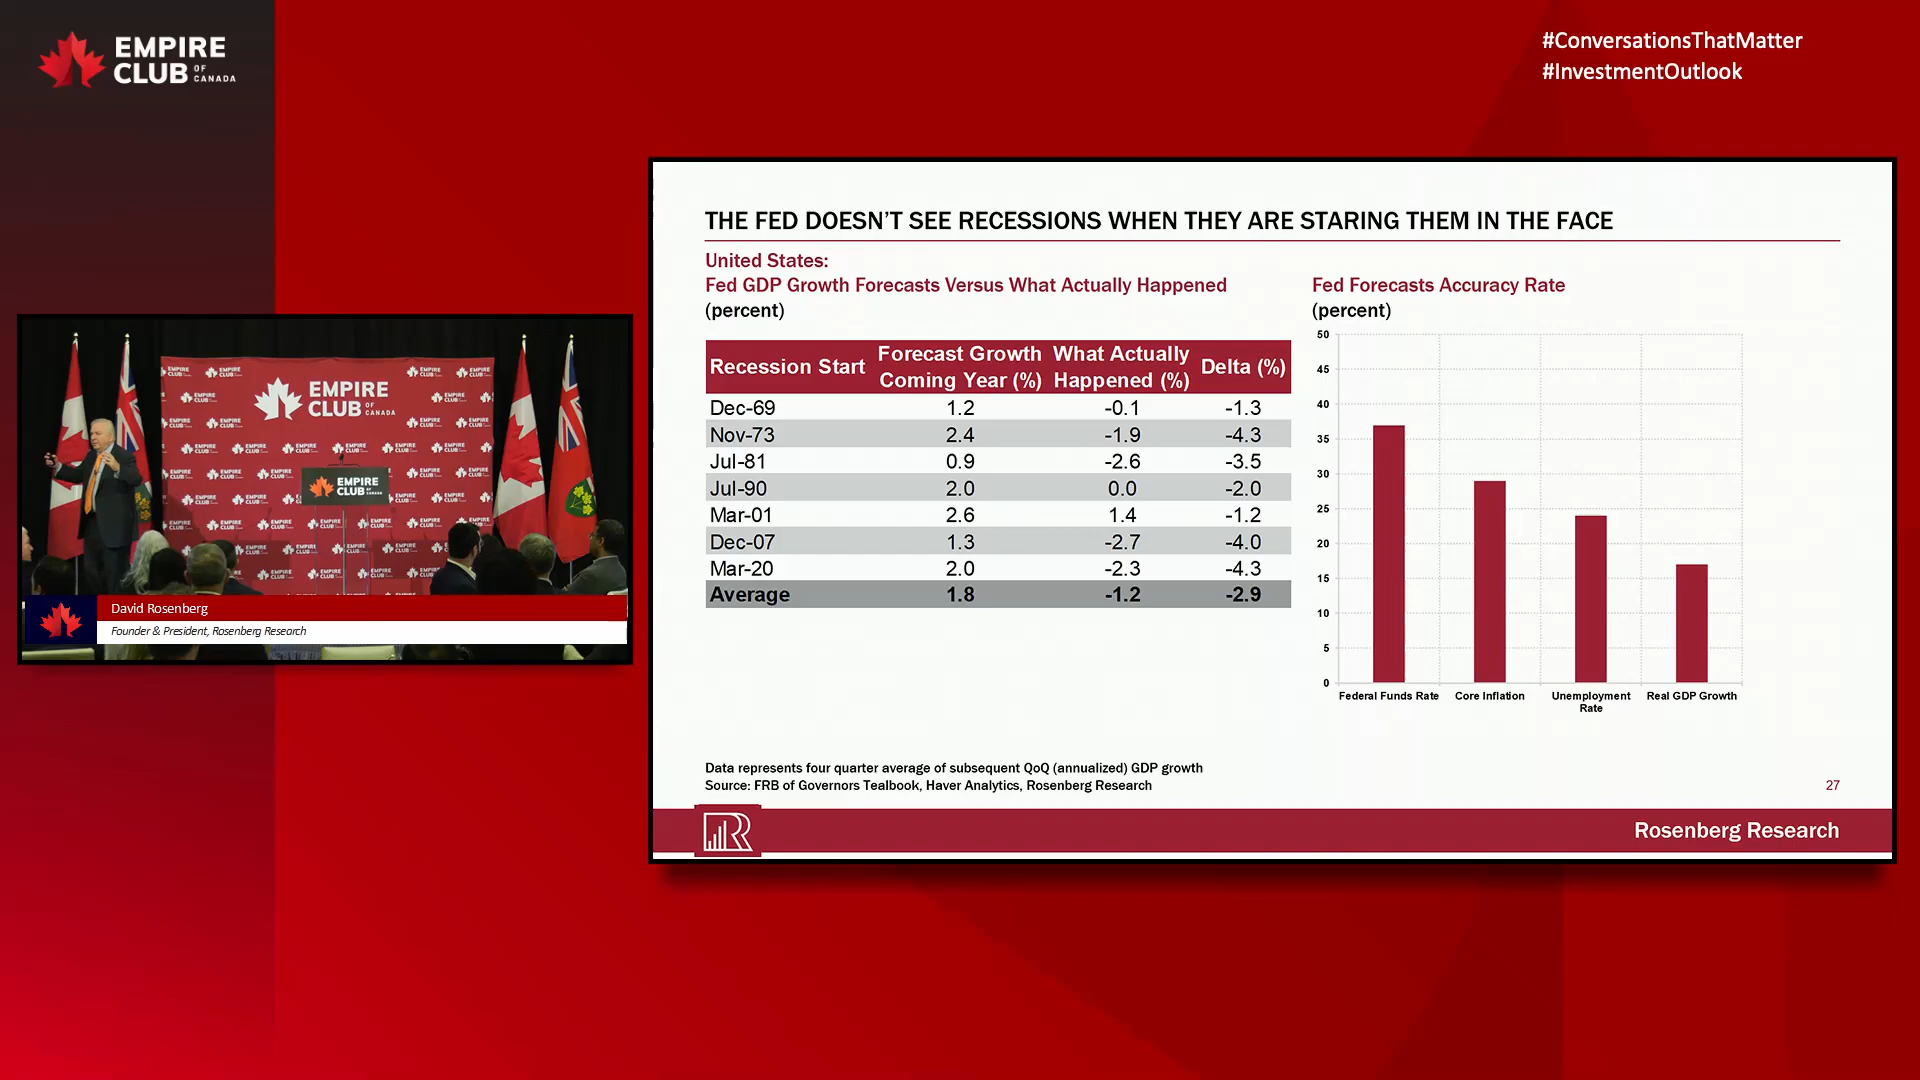 EMPIRE
CLUB OF CANADA
#ConversationsThatMatter
#InvestmentOutlook
EMPIRE
CLUB OF CANADA
EMPIRE
CLUB OF CANADA
David Rosenberg
Founder & President, Rosenberg Research
THE FED DOESN'T SEE RECESSIONS WHEN THEY ARE STARING THEM IN THE FACE
United States:
Fed GDP Growth Forecasts Versus What Actually Happened
(percent)
Recession Start Forecast Growth Coming Year (%) What Actually Happened (%) Delta (%)
Dec-69 1.2 -0.1 -1.3
Nov-73 2.4 -1.9 -4.3
Jul-81 0.9 -2.6 -3.5
Jul-90 2.0 0.0 -2.0
Mar-01 2.6 1.4 -1.2
Dec-07 1.3 -2.7 -4.0
Mar-20 2.0 -2.3 -4.3
Average 1.8 -1.2 -2.9
Fed Forecasts Accuracy Rate
(percent)
50
45
40
35
30
25
20
15
10
5
0
Federal Funds Rate Core Inflation Unemployment Rate Real GDP Growth
Data represents four quarter average of subsequent QoQ (annualized) GDP growth
Source: FRB of Governors Tealbook, Haver Analytics, Rosenberg Research
27
R
Rosenberg Research